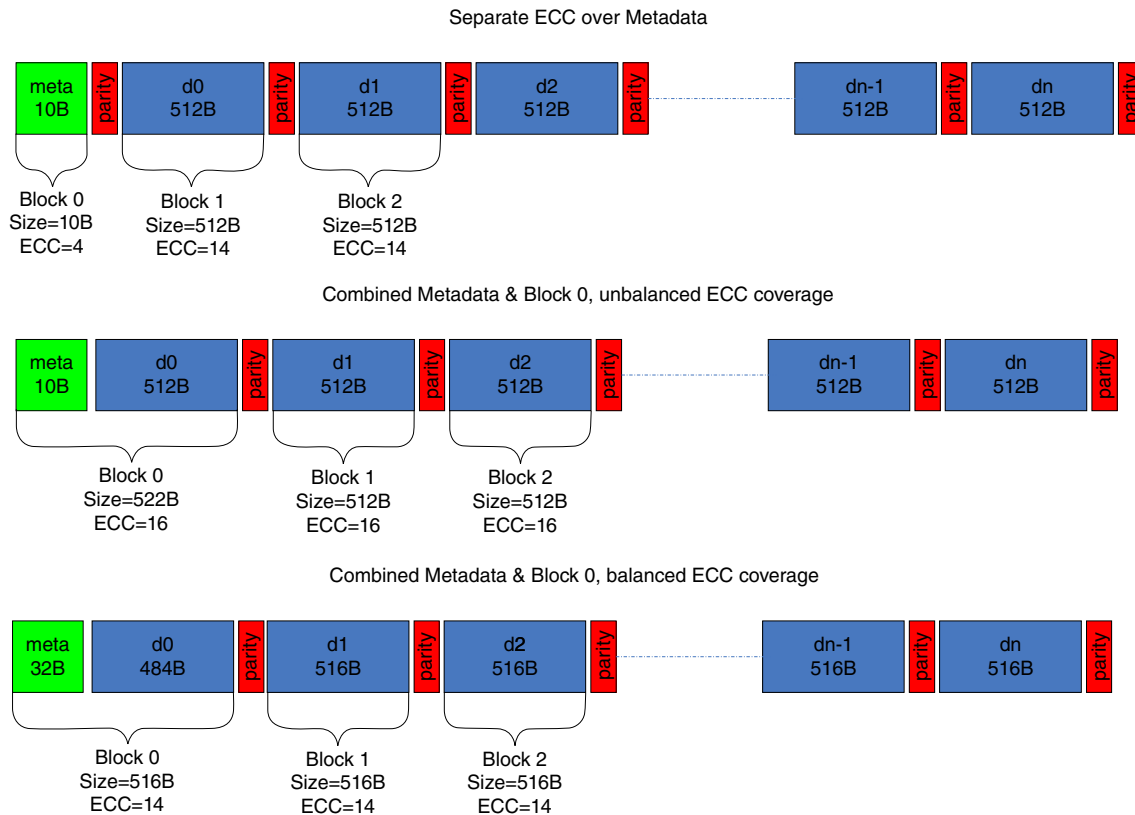 Separate ECC over Metadata
meta
10B
parity
d0
512B
parity
d1
512B
parity
d2
512B
parity
dn-1
512B
parity
dn
512B
parity
Block 0
Size=10B
ECC=4
Block 1
Size=512B
ECC=14
Block 2
Size=512B
ECC=14
Combined Metadata & Block 0, unbalanced ECC coverage
meta
10B
d0
512B
parity
d1
512B
parity
d2
512B
parity
dn-1
512B
parity
dn
512B
parity
Block 0
Size=522B
ECC=16
Block 1
Size=512B
ECC=16
Block 2
Size=512B
ECC=16
Combined Metadata & Block 0, balanced ECC coverage
meta
32B
d0
484B
parity
d1
516B
parity
d2
516B
parity
dn-1
516B
parity
dn
516B
parity
Block 0
Size=516B
ECC=14
Block 1
Size=516B
ECC=14
Block 2
Size=516B
ECC=14